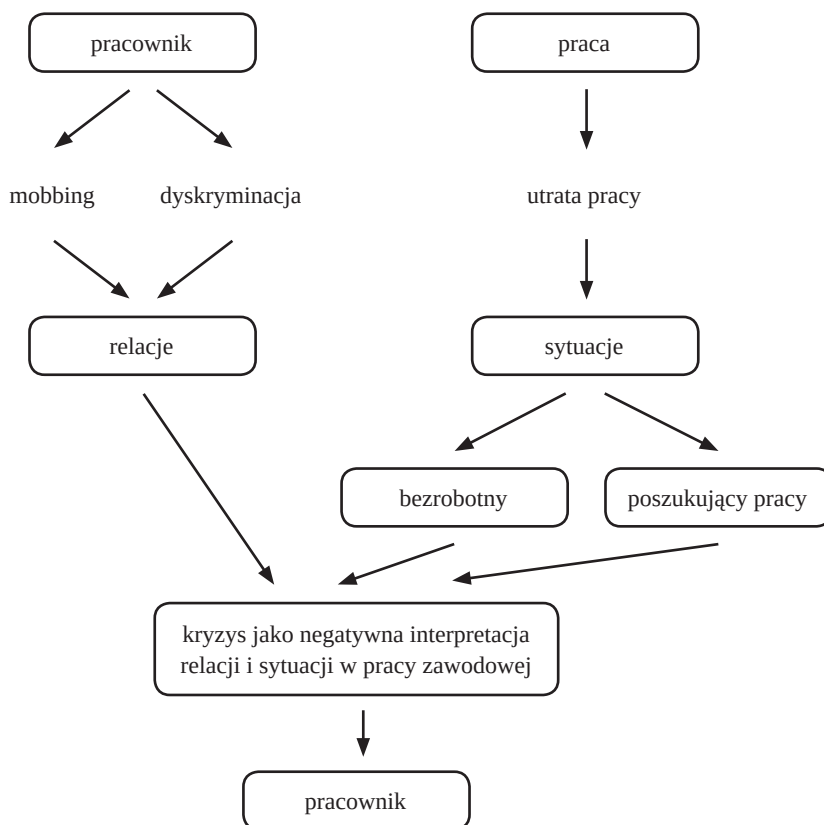 pracownik
praca
mobbing
dyskryminacja
utrata pracy
relacje
sytuacje
bezrobotny
poszukujący pracy
kryzys jako negatywna interpretacja
relacji i sytuacji w pracy zawodowej
pracownik